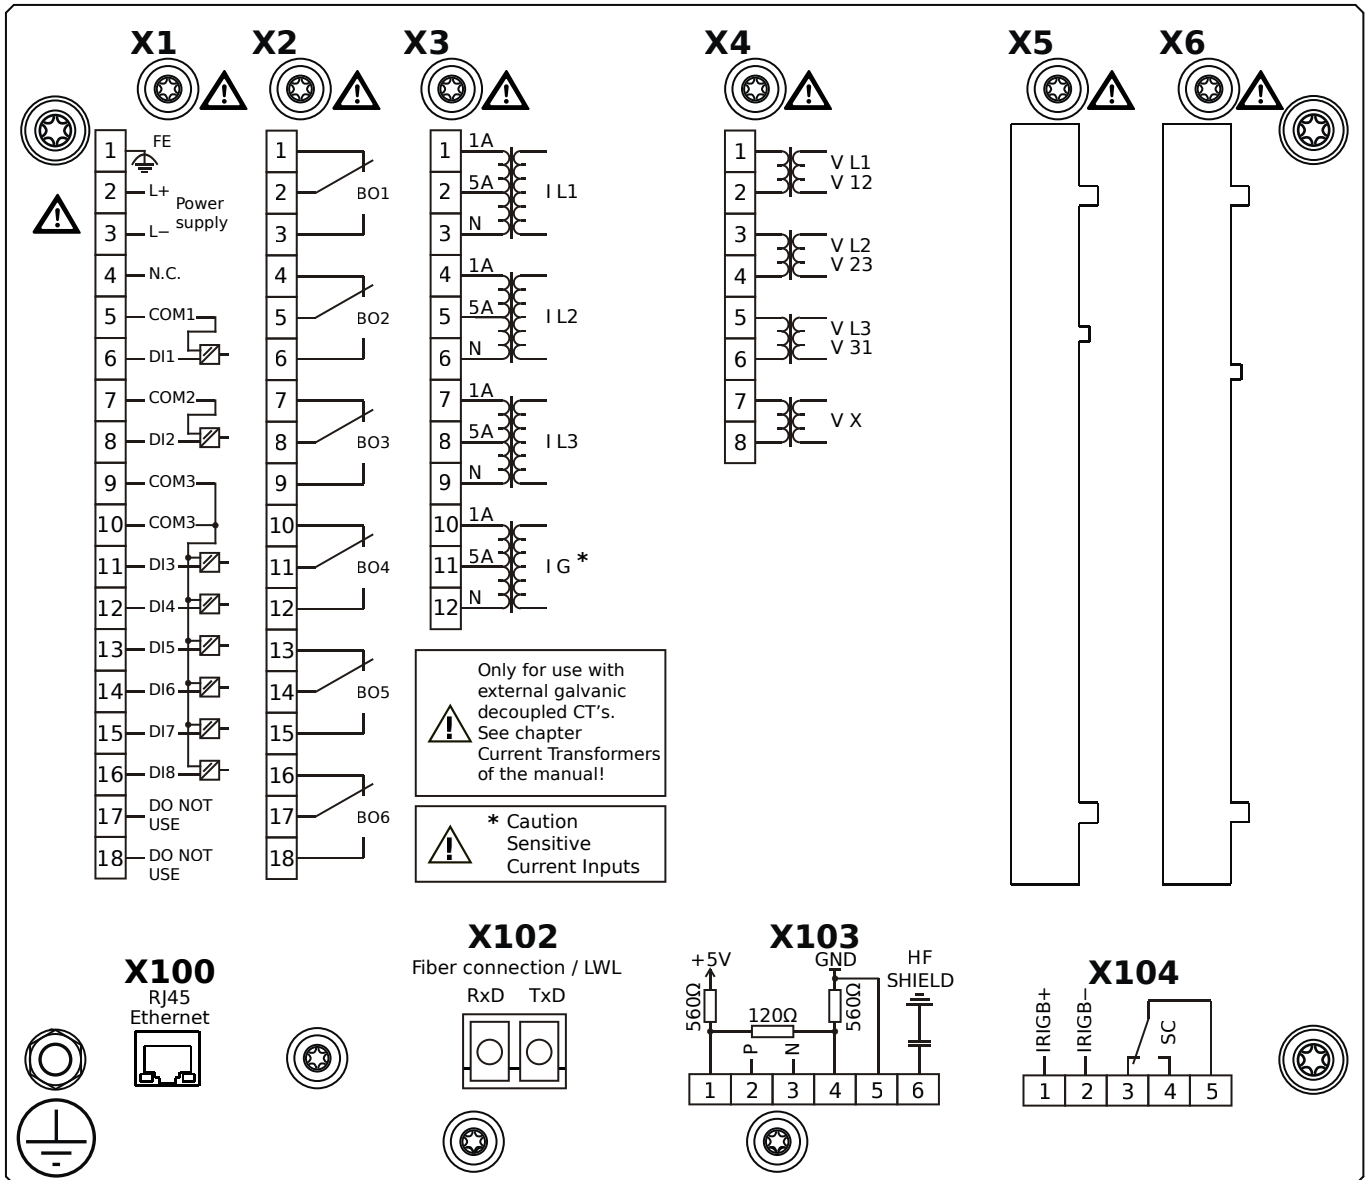 X1 X2 X3 X4 X5 X6
1 FE
2 L+ Power
supply
3 L−
4 N.C.
5 COM1
6 DI1
7 COM2
8 DI2
9 COM3
10 COM3
11 DI3
12 DI4
13 DI5
14 DI6
15 DI7
16 DI8
17 DO NOT
USE
18 DO NOT
USE
1
2 BO1
3
4
5 BO2
6
7
8 BO3
9
10
11 BO4
12
13
14 BO5
15
16
17 BO6
18
1 1A
2 5A I L1
3 N
4 1A
5 5A I L2
6 N
7 1A
8 5A I L3
9 N
10 1A
11 5A I G *
12 N
Only for use with
external galvanic
decoupled CT's.
See chapter
Current Transformers
of the manual!
* Caution
Sensitive
Current Inputs
1 V L1
2 V 12
3 V L2
4 V 23
5 V L3
6 V 31
7 V X
8
X100
RJ45
Ethernet
X102
Fiber connection / LWL
RxD TxD
X103
+5V GND HF
SHIELD
560Ω 120Ω 560Ω
P N
1 2 3 4 5 6
X104
IRIGB+ IRIGB− SC
1 2 3 4 5